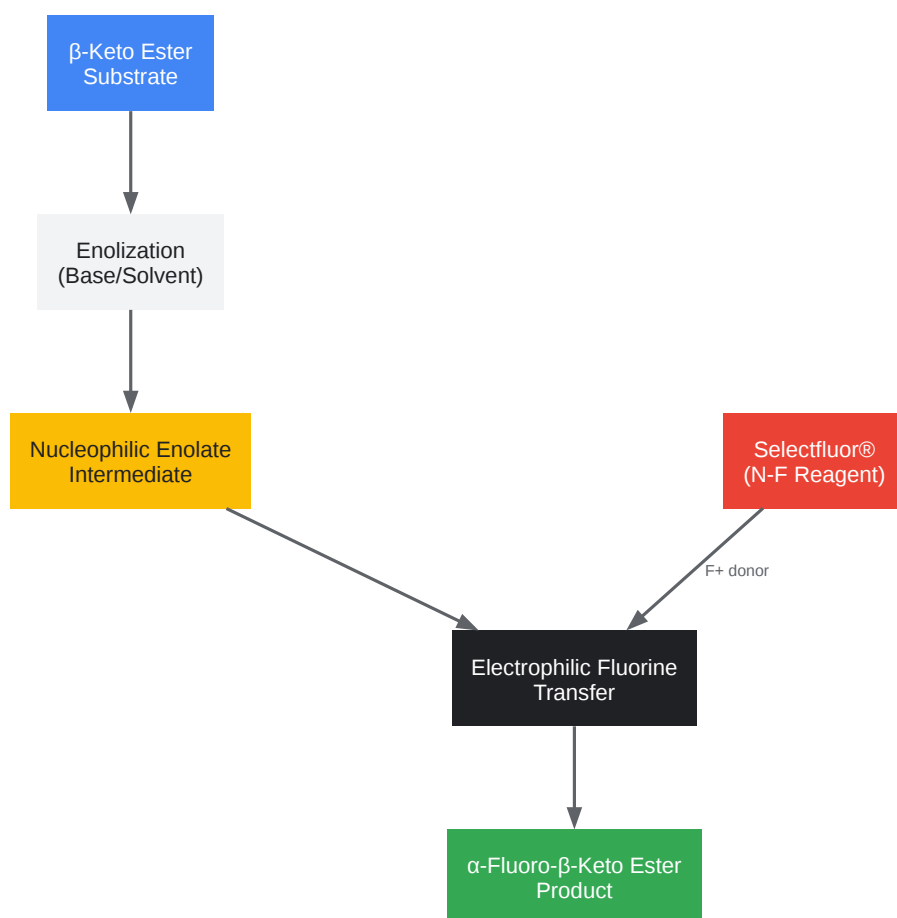 β-Keto Ester
Substrate
Enolization
(Base/Solvent)
Nucleophilic Enolate
Intermediate
Selectfluor®
(N-F Reagent)
F+ donor
Electrophilic Fluorine
Transfer
α-Fluoro-β-Keto Ester
Product